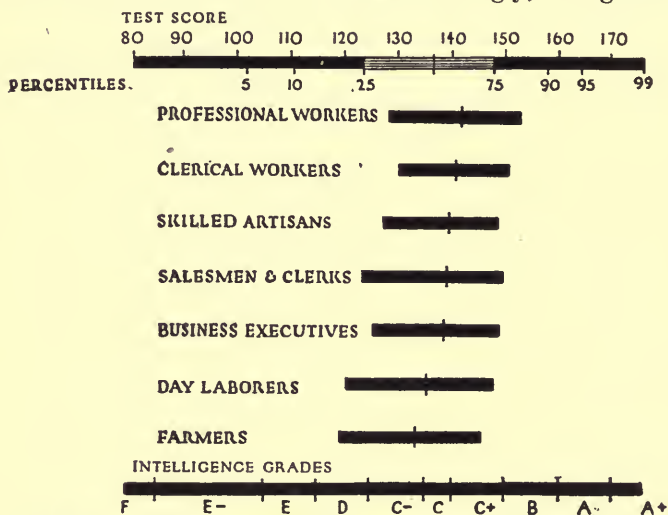 TEST SCORE
80 90 100 110 120 130 140 150 160 170
PERCENTILES. 5 10 25 75 90 95 99
PROFESSIONAL WORKERS
CLERICAL WORKERS
SKILLED ARTISANS
SALESMEN & CLERKS
BUSINESS EXECUTIVES
DAY LABORERS
FARMERS
INTELLIGENCE GRADES
F E- E D C- C C+ B A- A+